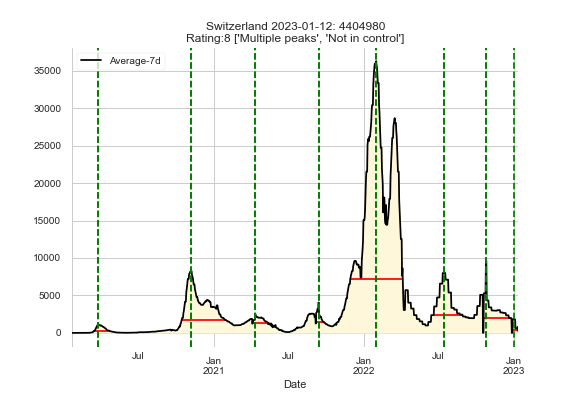 Switzerland 2023-01-12: 4404980
Rating:8 ['Multiple peaks', 'Not in control']
Average-7d
35000
30000
25000
20000
15000
10000
5000
0
Jul
Jan
2021
Jul
Jan
2022
Jul
Jan
2023
Date